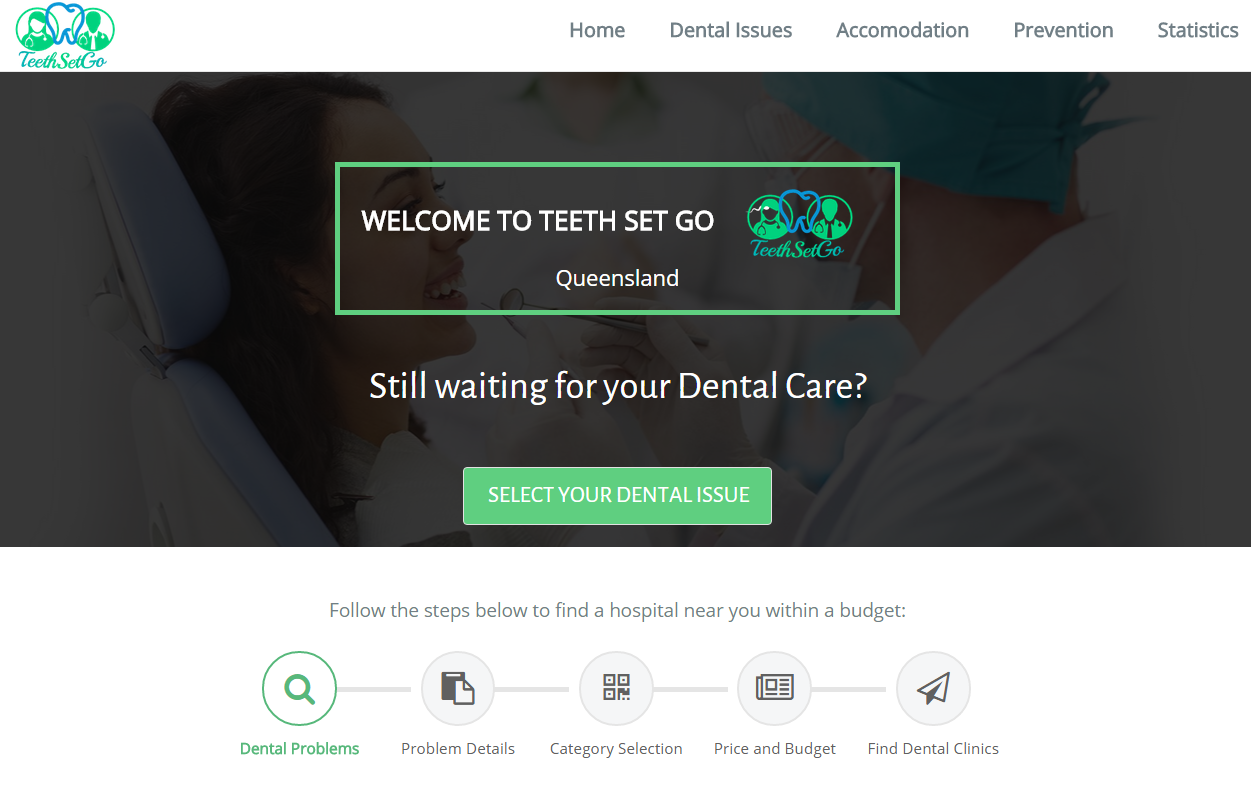 TeethSetGo
Home Dental Issues Accomodation Prevention Statistics
WELCOME TO TEETH SET GO
TeethSetGo
Queensland
Still waiting for your Dental Care?
SELECT YOUR DENTAL ISSUE
Follow the steps below to find a hospital near you within a budget:
Dental Problems Problem Details Category Selection Price and Budget Find Dental Clinics